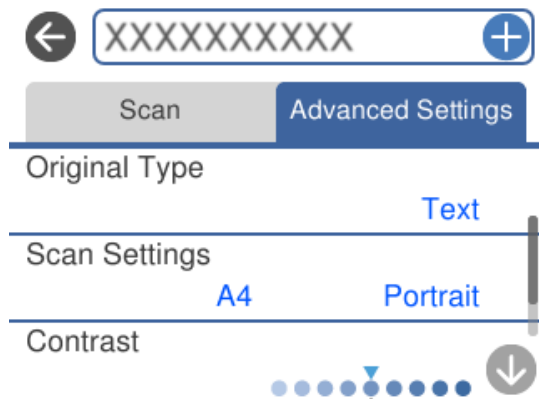 XXXXXXXXXX
Scan
Advanced Settings
Original Type
Text
Scan Settings
A4 Portrait
Contrast